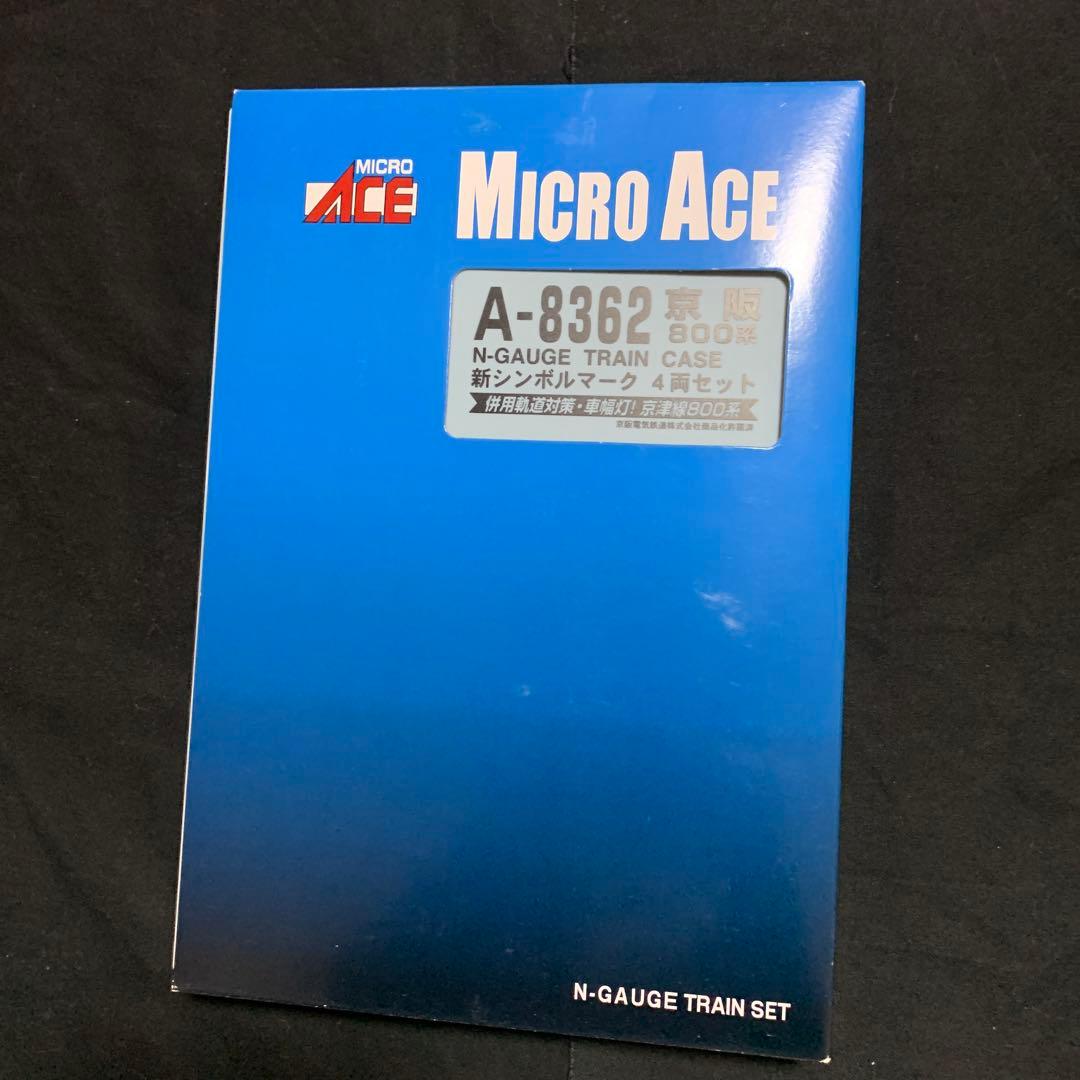 MICRO
ACE
MICRO ACE
A-8362 京阪
800系
N-GAUGE TRAIN CASE
新シンボルマーク 4両セット
併用軌道対策・車幅灯! 京津線800系
京阪電気鉄道株式会社商品化許諾済
N-GAUGE TRAIN SET